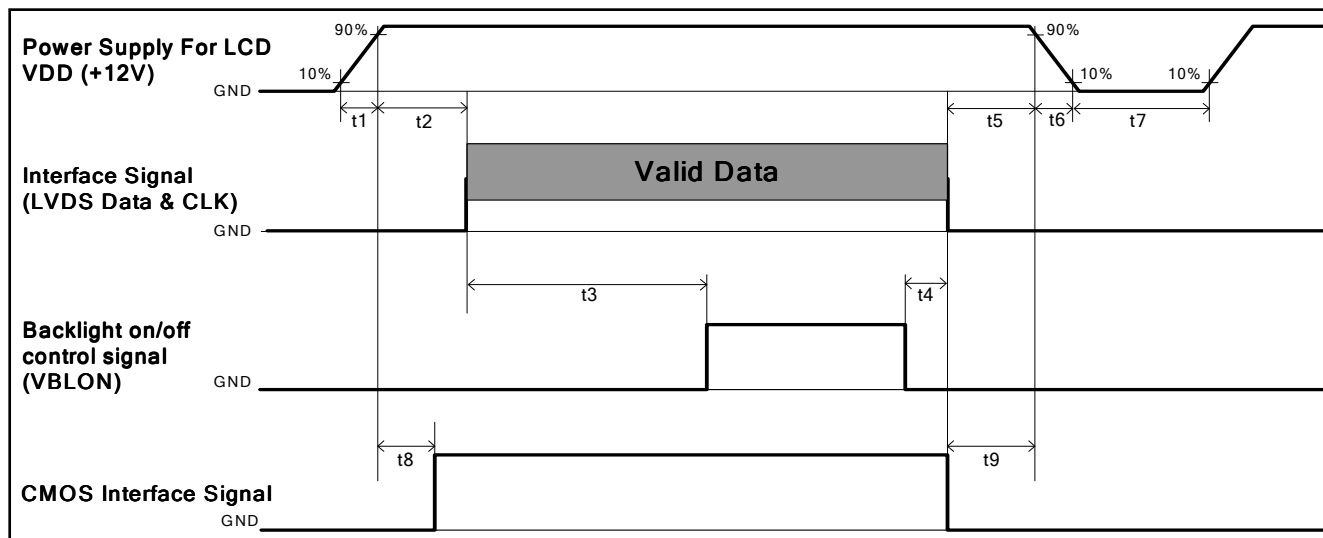 Power Supply For LCD
VDD (+12V)
90%
90%
10%
10%
10%
GND
t1
t2
t5
t6
t7
Interface Signal
(LVDS Data & CLK)
Valid Data
GND
t3
t4
Backlight on/off
control signal
(VBLON)
GND
t8
t9
CMOS Interface Signal
GND